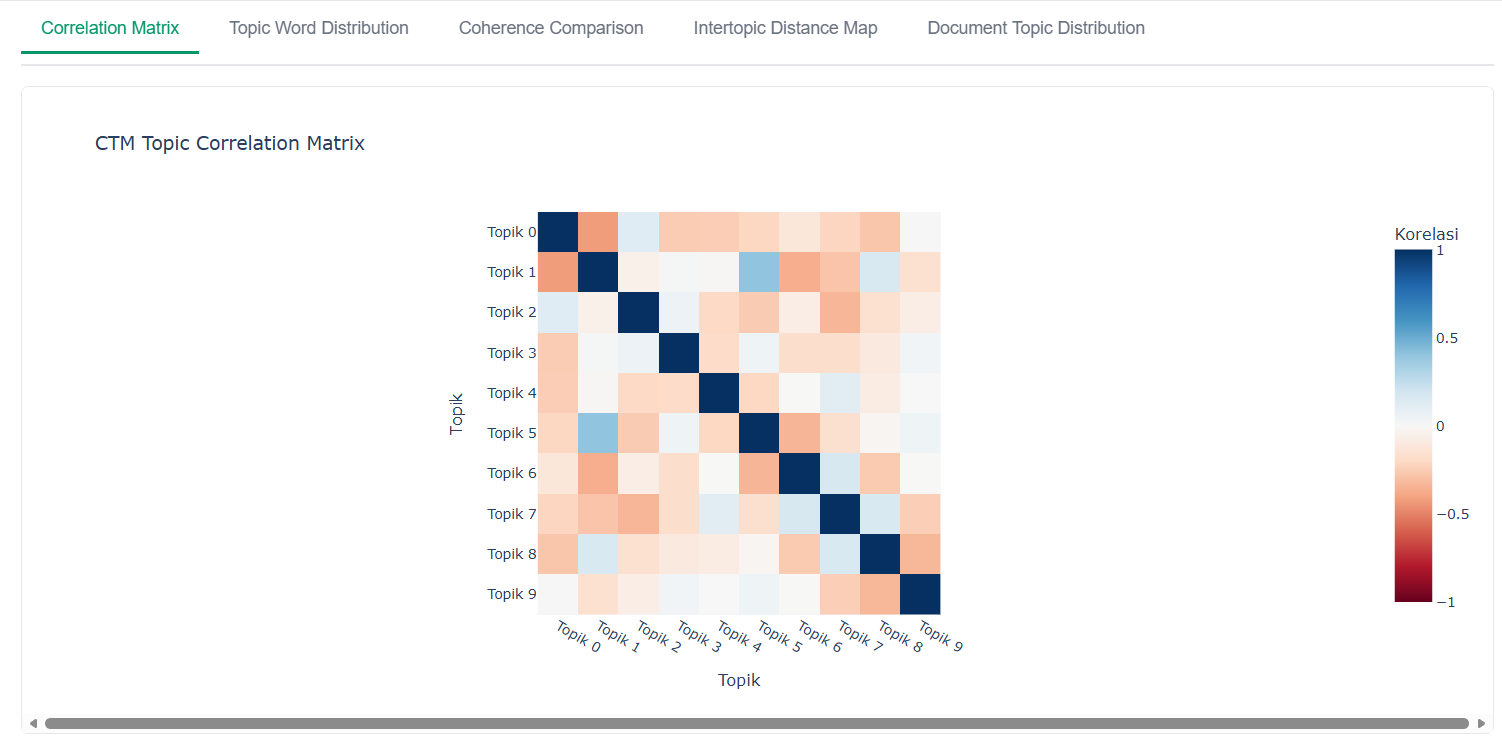 Correlation Matrix Topic Word Distribution Coherence Comparison Intertopic Distance Map Document Topic Distribution
CTM Topic Correlation Matrix
Topik 0
Topik 1
Topik 2
Topik 3
Topik 4
Topik 5
Topik 6
Topik 7
Topik 8
Topik 9
Topik
Topik 0 Topik 1 Topik 2 Topik 3 Topik 4 Topik 5 Topik 6 Topik 7 Topik 8 Topik 9
Topik
Korelasi
1
0.5
0
−0.5
−1